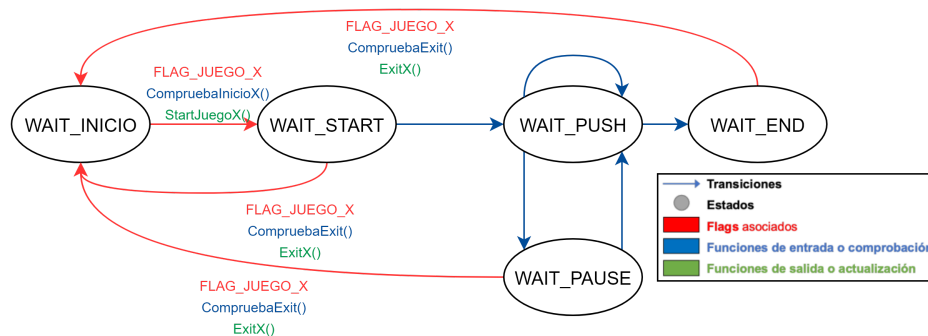 FLAG_JUEGO_X
CompruebaExit()
ExitX()
FLAG_JUEGO_X
CompruebaInicioX()
StartJuegoX()
WAIT_INICIO
WAIT_START
WAIT_PUSH
WAIT_END
FLAG_JUEGO_X
CompruebaExit()
ExitX()
WAIT_PAUSE
FLAG_JUEGO_X
CompruebaExit()
ExitX()
Transiciones
Estados
Flags asociados
Funciones de entrada o comprobación
Funciones de salida o actualización